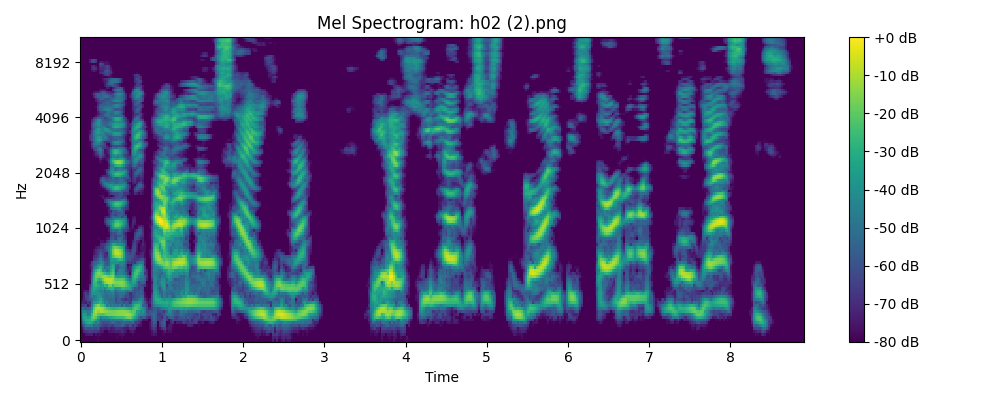 Mel Spectrogram: h02 (2).png
Hz
8192
4096
2048
1024
512
0
0 1 2 3 4 5 6 7 8
Time
+0 dB
-10 dB
-20 dB
-30 dB
-40 dB
-50 dB
-60 dB
-70 dB
-80 dB